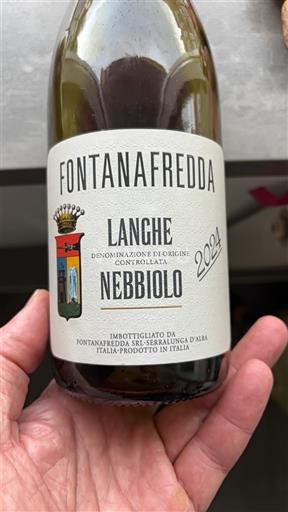 FONTANAFREDDA
LANGHE
DENOMINAZIONE DI ORIGINE
CONTROLLATA
NEBBIOLO
2024
IMBOTTIGLIATO DA
FONTANAFREDDA SRL-SERRALUNGA D'ALBA
ITALIA-PRODOTTO IN ITALIA